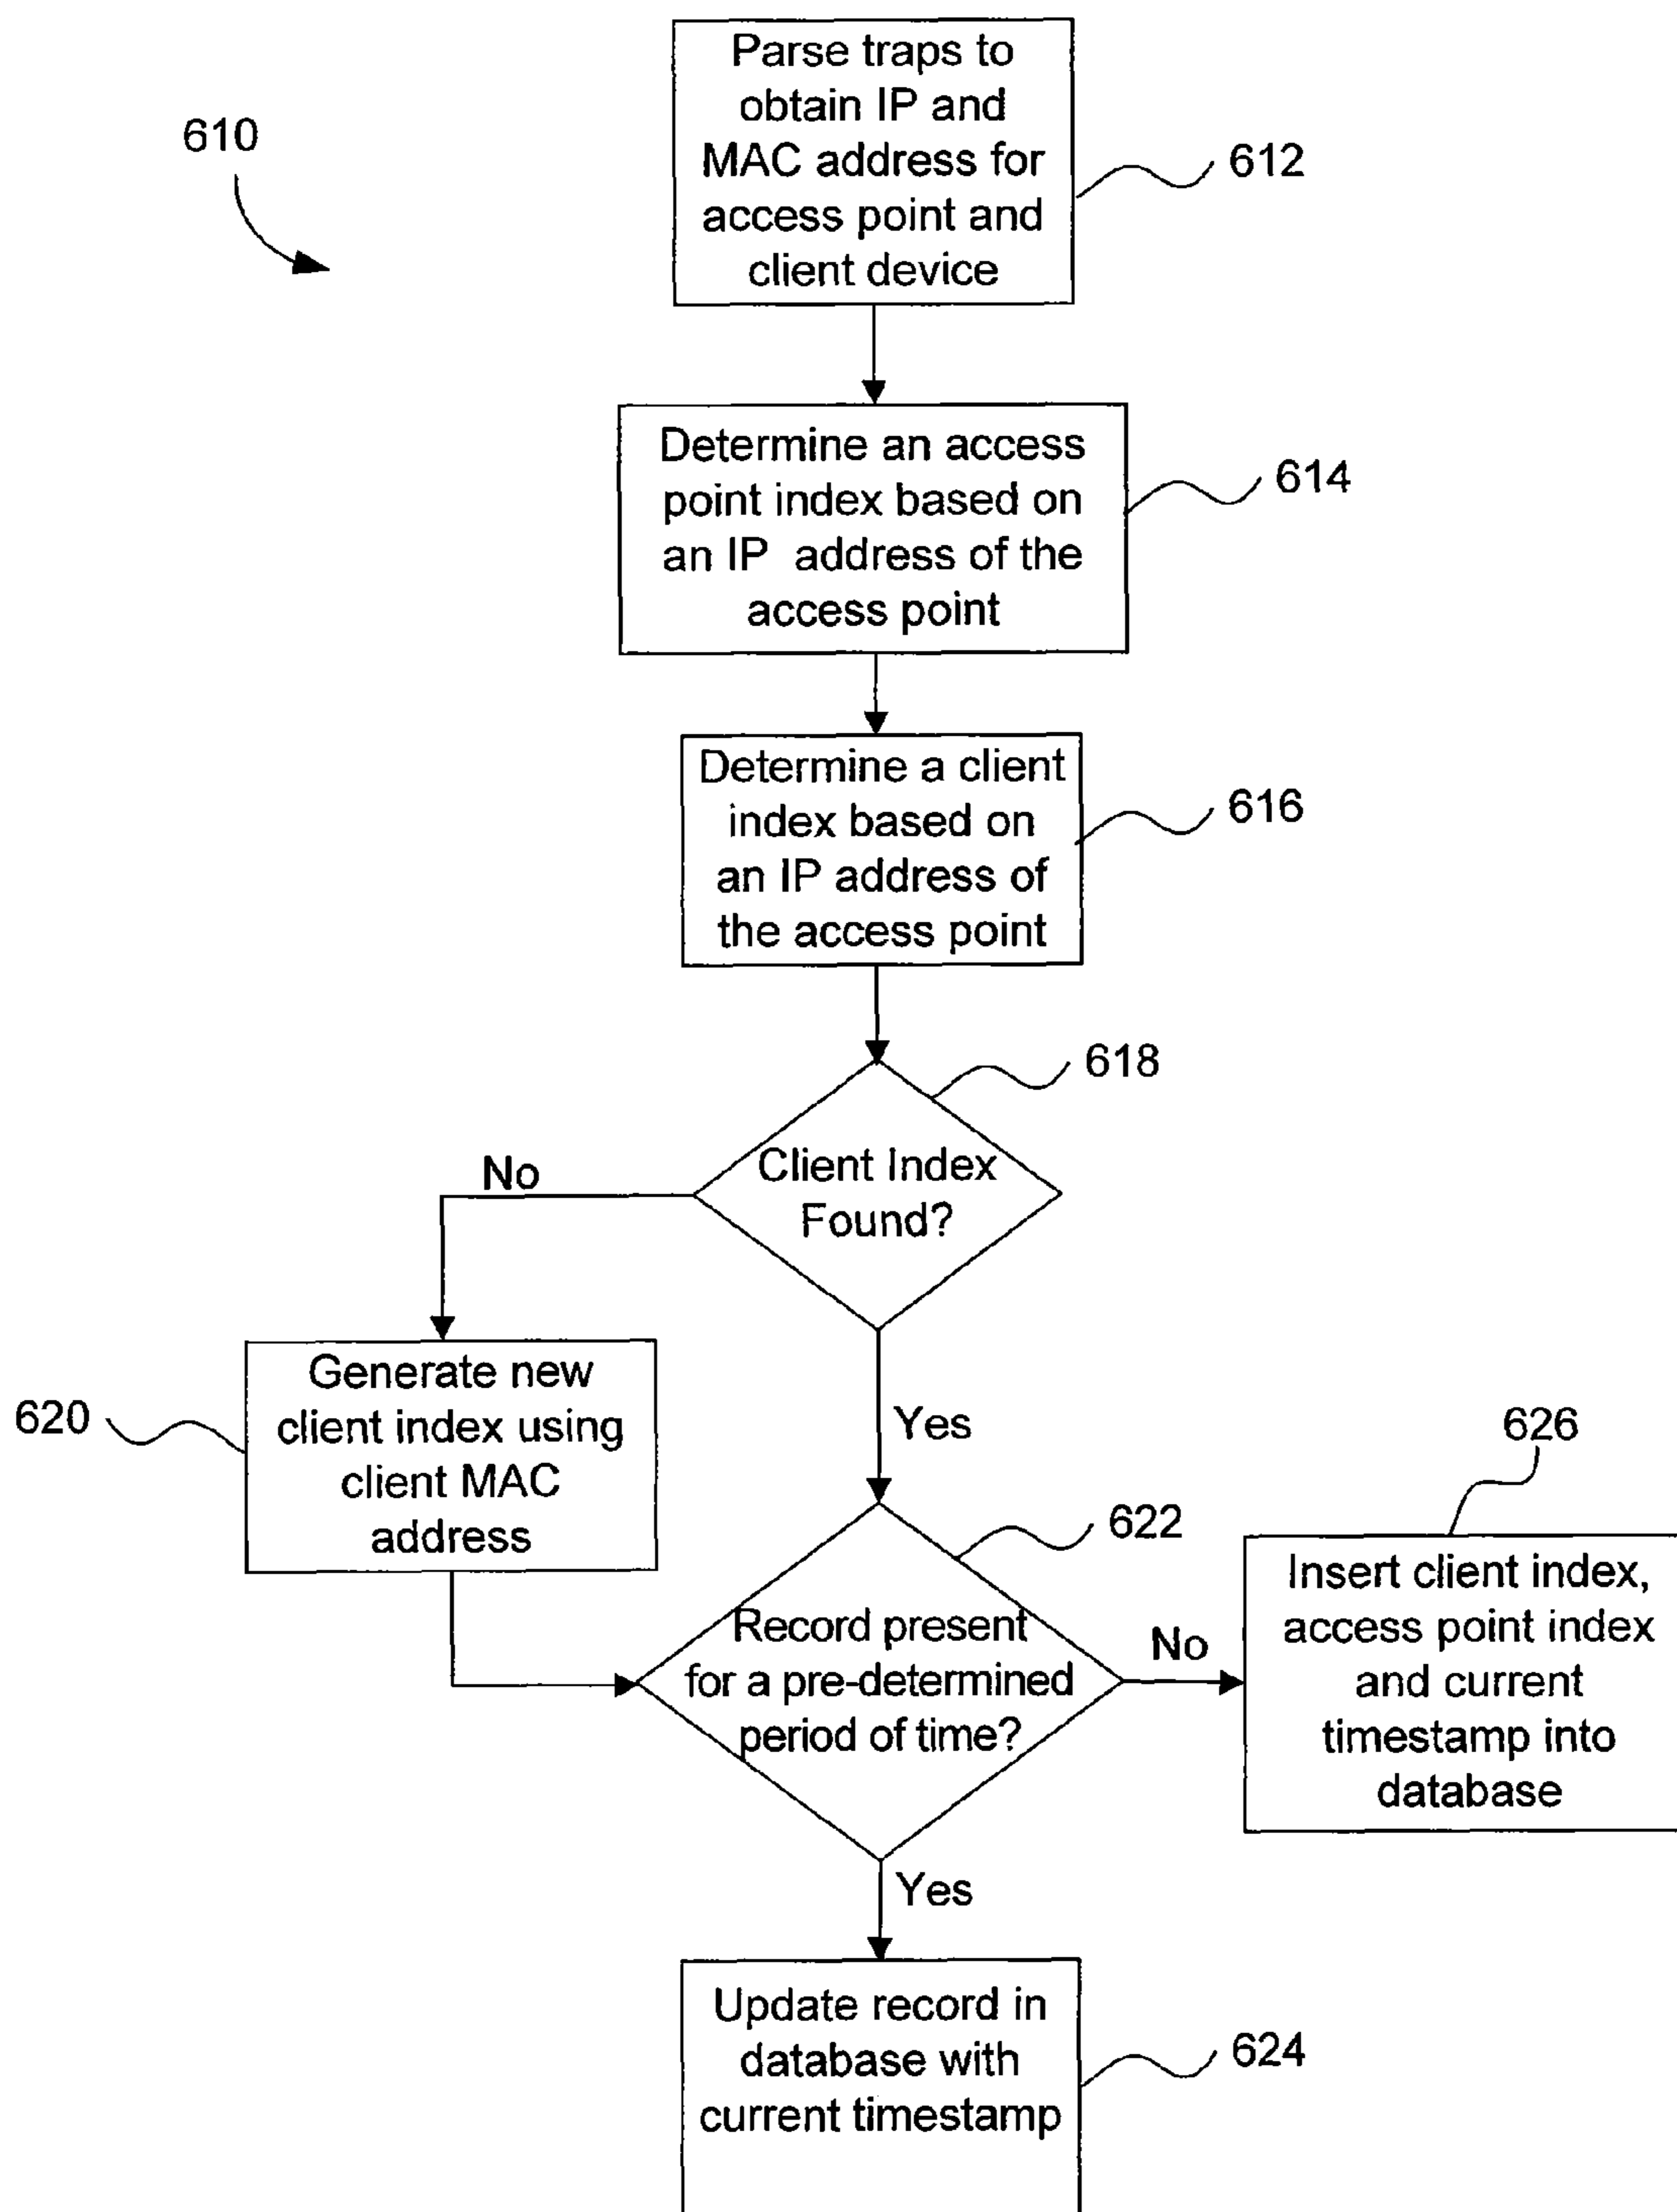 610
Parse traps to
obtain IP and
MAC address for
access point and
client device
612
Determine an access
point index based on
an IP address of the
access point
614
Determine a client
index based on
an IP address of
the access point
616
618
Client Index
Found?
No
Yes
Generate new
client index using
client MAC
address
620
622
Record present
for a pre-determined
period of time?
No
Yes
626
Insert client index,
access point index
and current
timestamp into
database
Update record in
database with
current timestamp
624